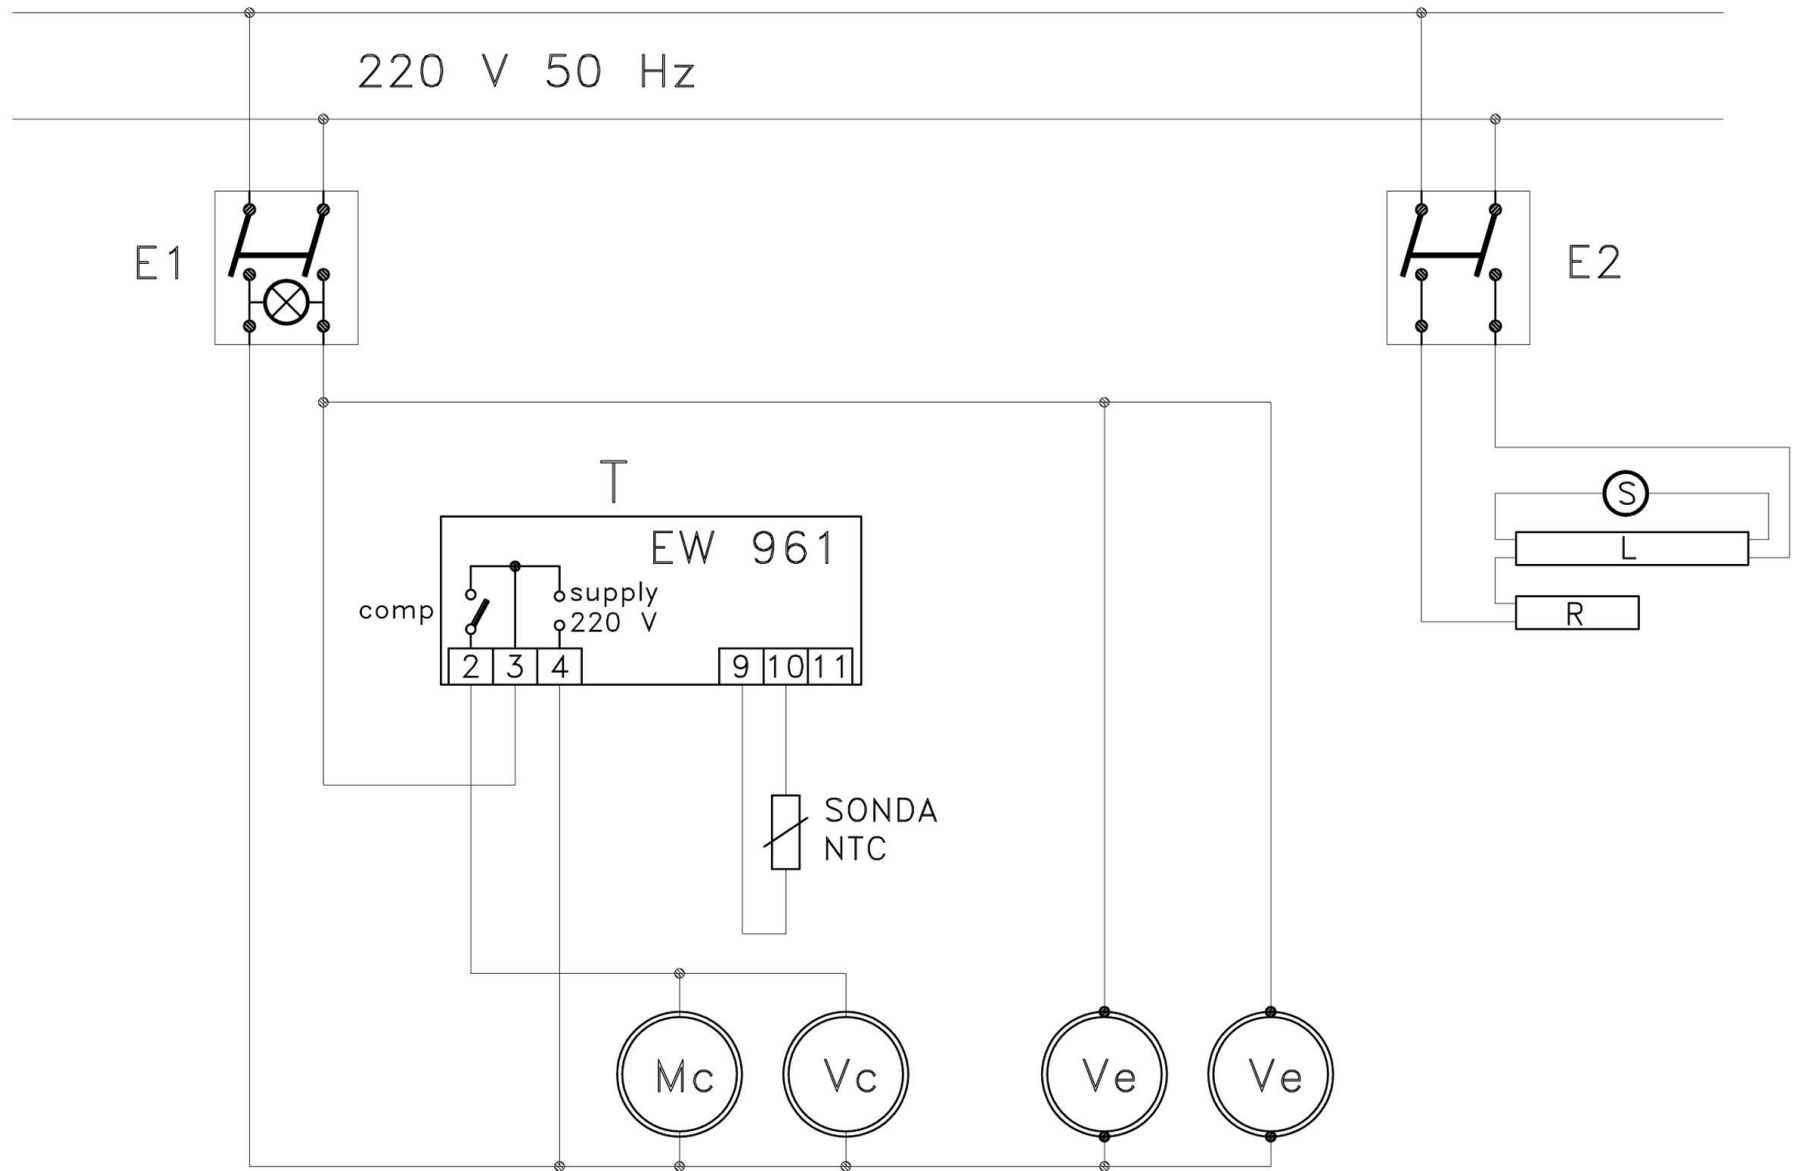 220 V 50 Hz
E1
E2
T
EW 961
S
L
R
comp
supply
220 V
2 3 4
9 10 11
SONDA
NTC
Mc
Vc
Ve
Ve